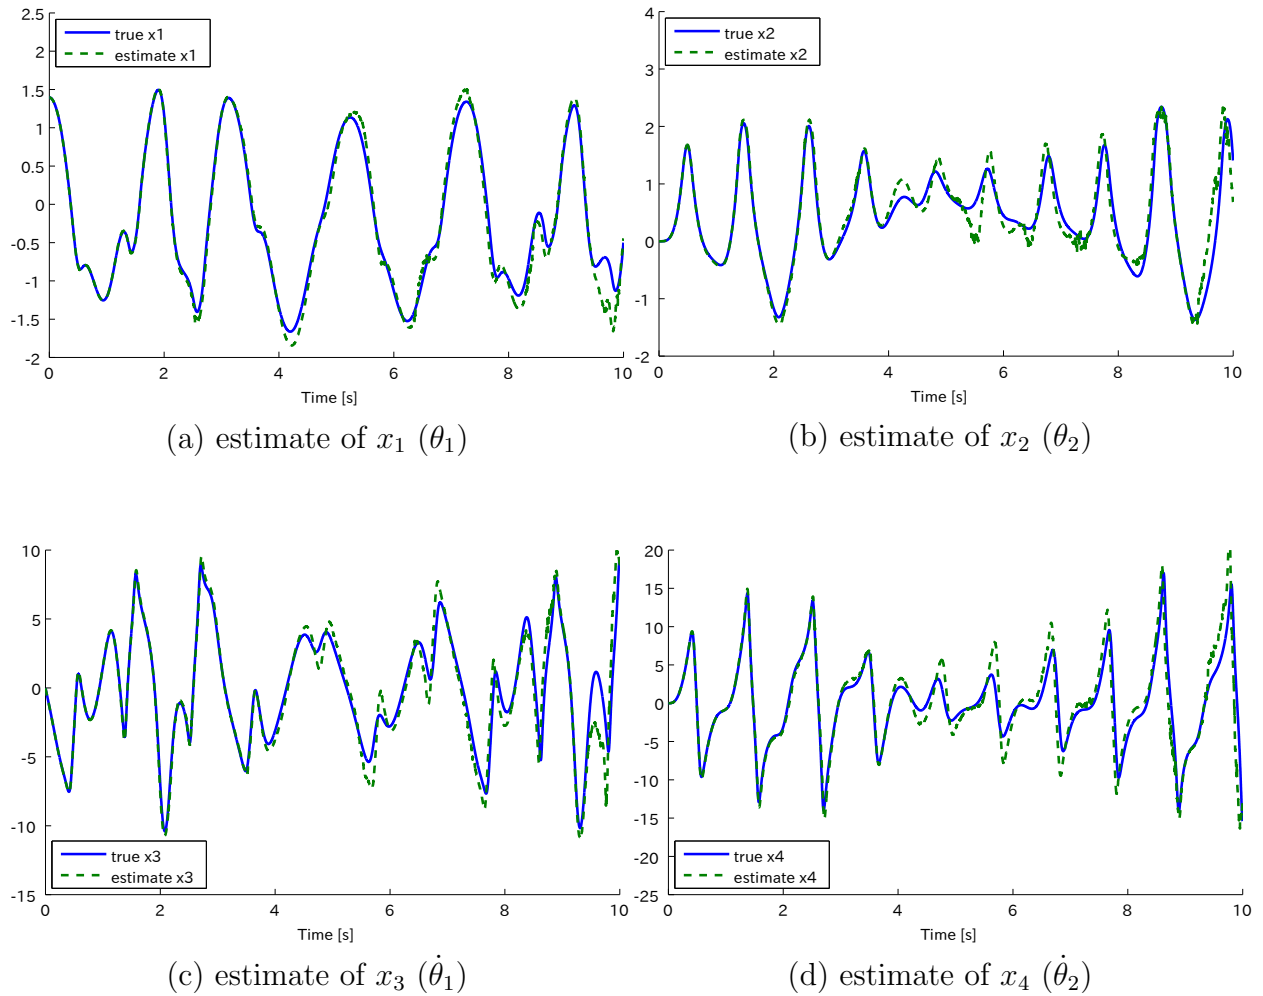 2.5
2
1.5
1
0.5
0
-0.5
-1
-1.5
-2
true x1
estimate x1
0 2 4 6 8 10
Time [s]
(a) estimate of x₁ (θ₁)
4
3
2
1
0
-1
-2
true x2
estimate x2
0 2 4 6 8 10
Time [s]
(b) estimate of x₂ (θ₂)
10
5
0
-5
-10
-15
true x3
estimate x3
0 2 4 6 8 10
Time [s]
(c) estimate of x₃ (θ̇₁)
20
15
10
5
0
-5
-10
-15
-20
-25
true x4
estimate x4
0 2 4 6 8 10
Time [s]
(d) estimate of x₄ (θ̇₂)